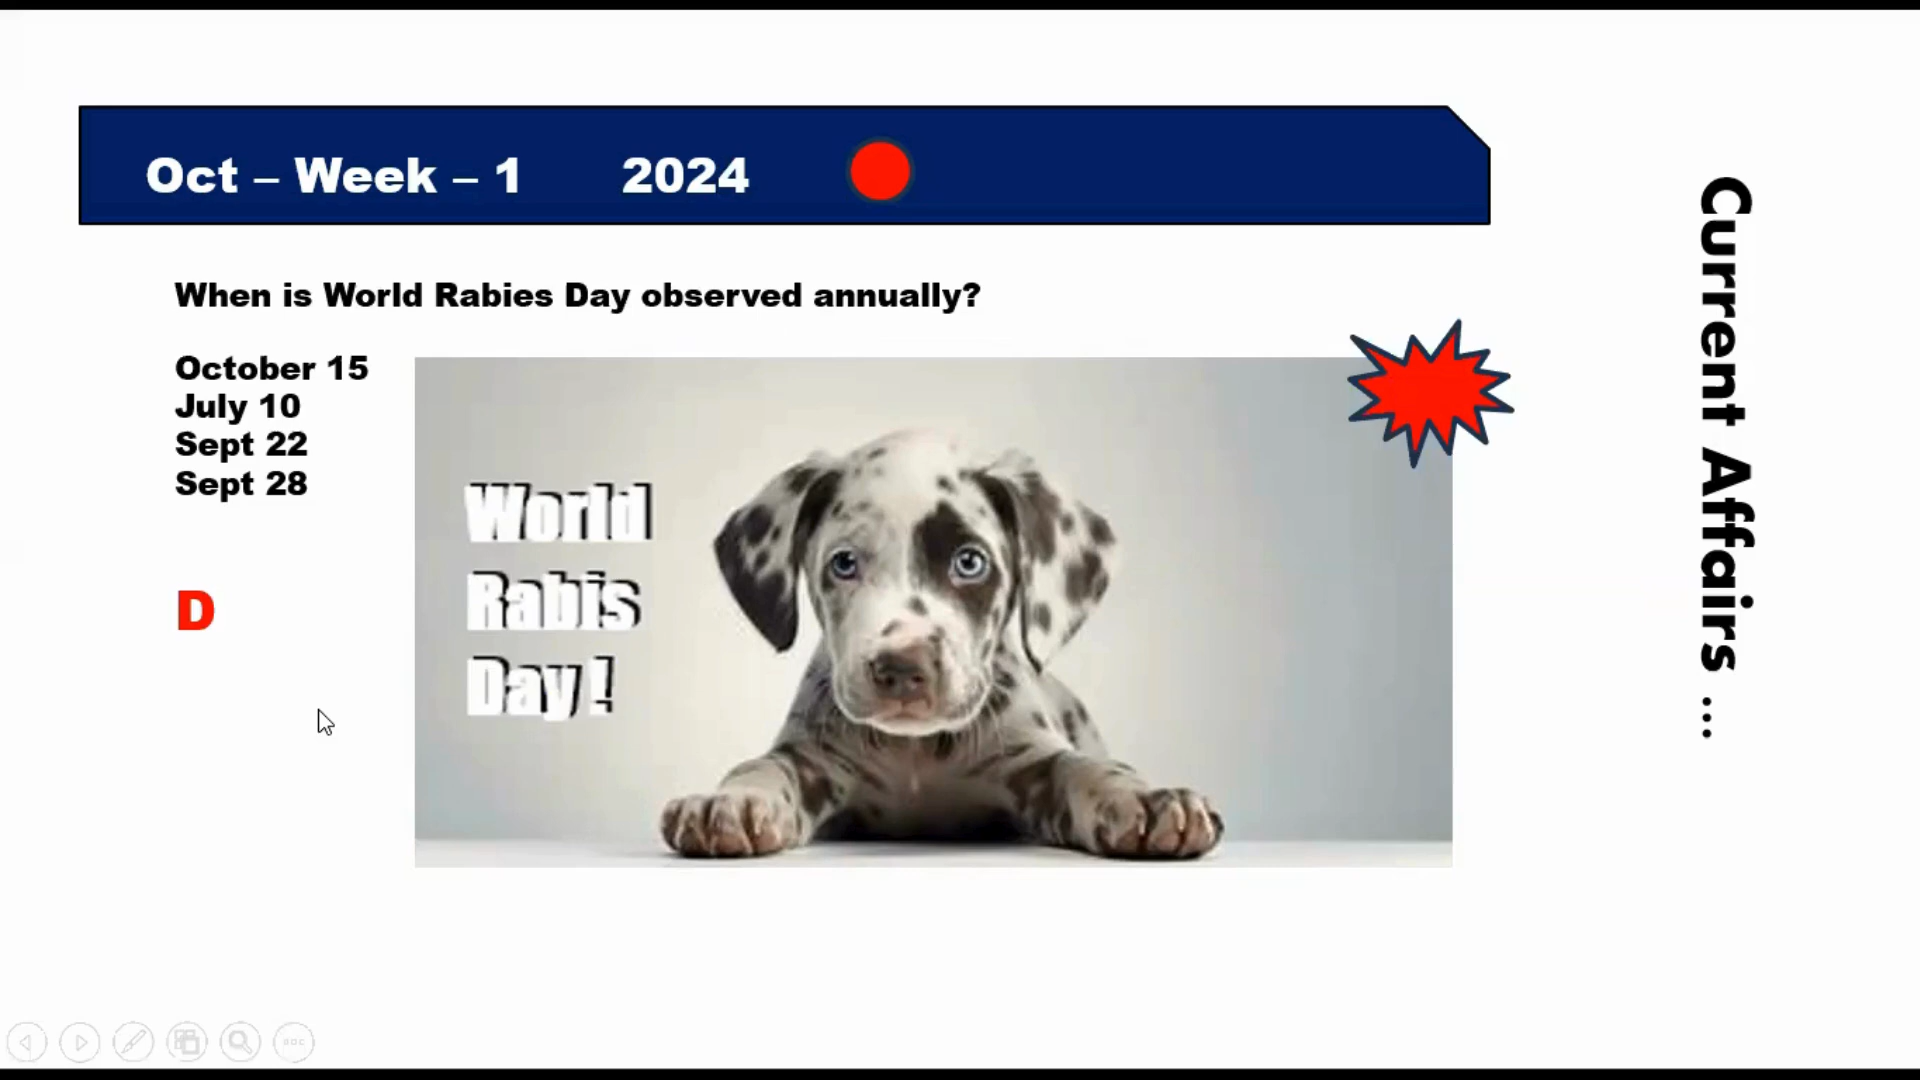 Oct – Week – 1 2024
When is World Rabies Day observed annually?
October 15
July 10
Sept 22
Sept 28
D
World
Rabis
Day !
Current Affairs ...